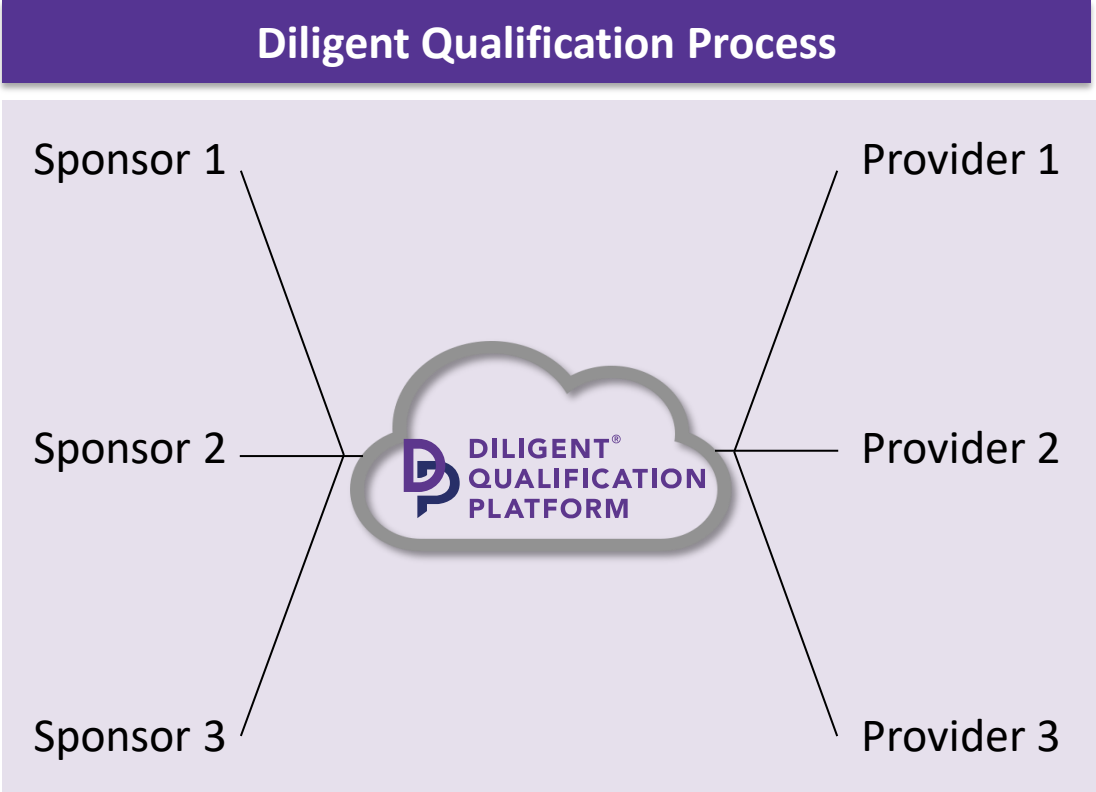 Diligent Qualification Process
Sponsor 1
Provider 1
Sponsor 2
DILIGENT®
QUALIFICATION
PLATFORM
Provider 2
Sponsor 3
Provider 3